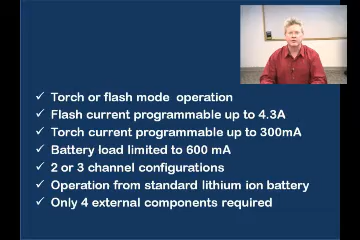 ✓ Torch or flash mode operation
✓ Flash current programmable up to 4.3A
✓ Torch current programmable up to 300mA
✓ Battery load limited to 600 mA
✓ 2 or 3 channel configurations
✓ Operation from standard lithium ion battery
✓ Only 4 external components required